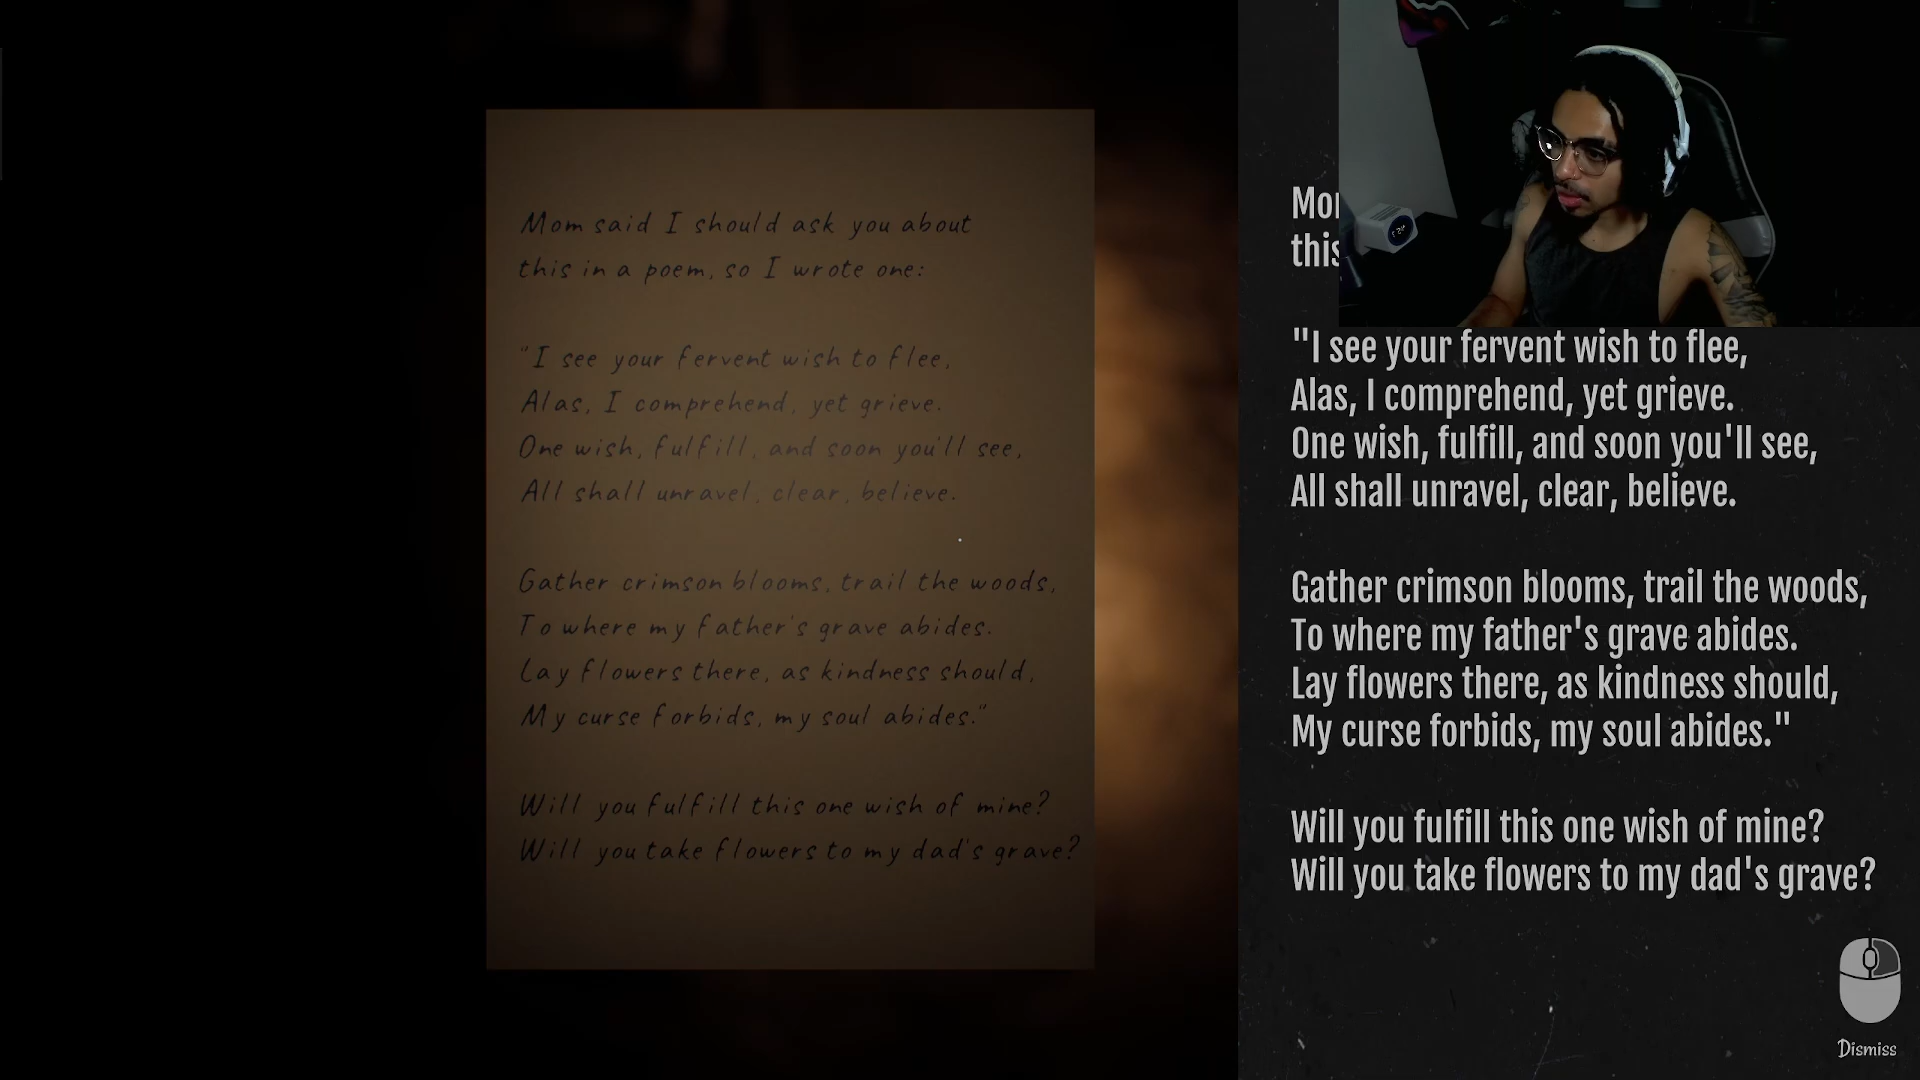 Mom said I should ask you about
this in a poem, so I wrote one:
"I see your fervent wish to flee,
Alas, I comprehend, yet grieve.
One wish, fulfill, and soon you'll see,
All shall unravel, clear, believe.
Gather crimson blooms, trail the woods,
To where my father's grave abides.
Lay flowers there, as kindness should,
My curse forbids, my soul abides."
Will you fulfill this one wish of mine?
Will you take flowers to my dad's grave?
Mom
this
"I see your fervent wish to flee,
Alas, I comprehend, yet grieve.
One wish, fulfill, and soon you'll see,
All shall unravel, clear, believe.
Gather crimson blooms, trail the woods,
To where my father's grave abides.
Lay flowers there, as kindness should,
My curse forbids, my soul abides."
Will you fulfill this one wish of mine?
Will you take flowers to my dad's grave?
Dismiss